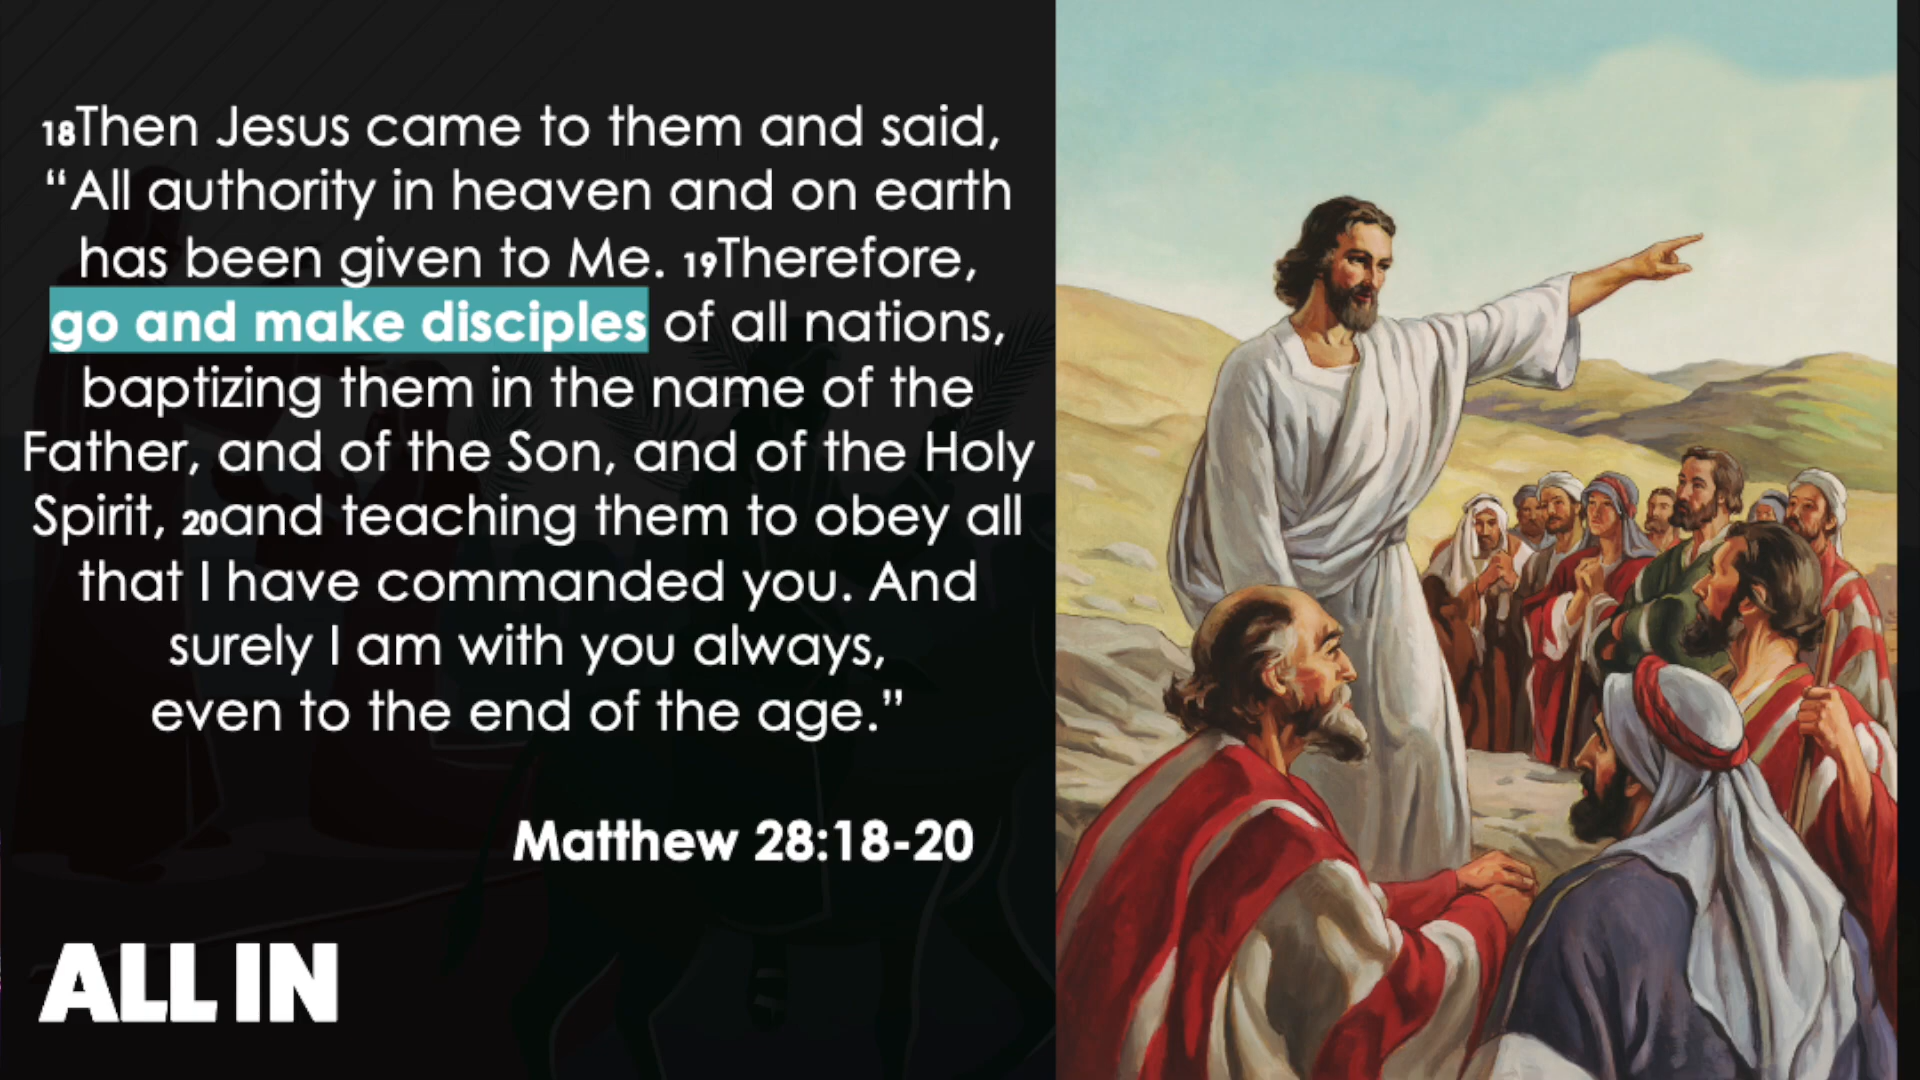 18Then Jesus came to them and said,
“All authority in heaven and on earth
has been given to Me. 19Therefore,
go and make disciples of all nations,
baptizing them in the name of the
Father, and of the Son, and of the Holy
Spirit, 20and teaching them to obey all
that I have commanded you. And
surely I am with you always,
even to the end of the age.”
Matthew 28:18-20
ALL IN